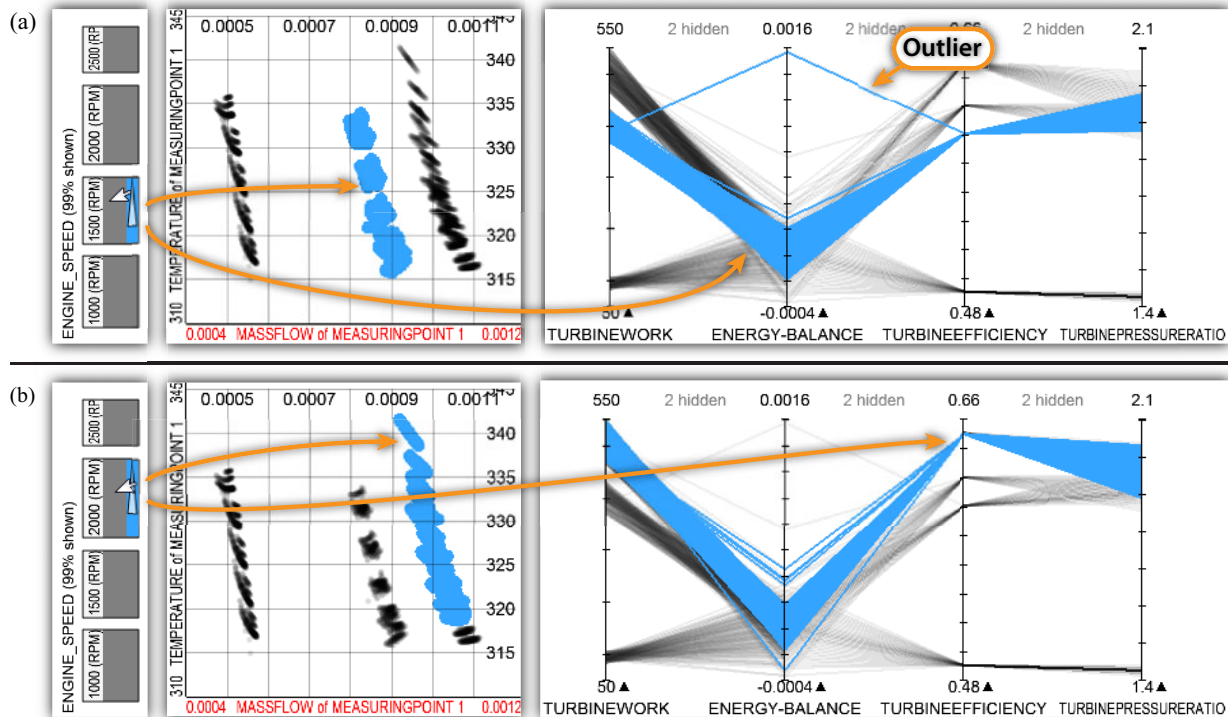 (a)
ENGINE_SPEED (99% shown)
2500 (RP
2000 (RPM)
1500 (RPM)
1000 (RPM)
345
0.0005
0.0007
0.0009
0.0011
345
340
335
330
325
320
315
310
TEMPERATURE of MEASURINGPOINT 1
0.0004
MASSFLOW of MEASURINGPOINT 1
0.0012
550
2 hidden
0.0016
2 hidden
0.66
2 hidden
2.1
Outlier
50▲
-0.0004▲
0.48▲
1.4▲
TURBINEWORK
ENERGY-BALANCE
TURBINEEFFICIENCY
TURBINEPRESSURERATIO
(b)
ENGINE_SPEED (99% shown)
2500 (RP
2000 (RPM)
1500 (RPM)
1000 (RPM)
345
0.0005
0.0007
0.0009
0.0011
345
340
335
330
325
320
315
310
TEMPERATURE of MEASURINGPOINT 1
0.0004
MASSFLOW of MEASURINGPOINT 1
0.0012
550
2 hidden
0.0016
2 hidden
0.66
2 hidden
2.1
50▲
-0.0004▲
0.48▲
1.4▲
TURBINEWORK
ENERGY-BALANCE
TURBINEEFFICIENCY
TURBINEPRESSURERATIO